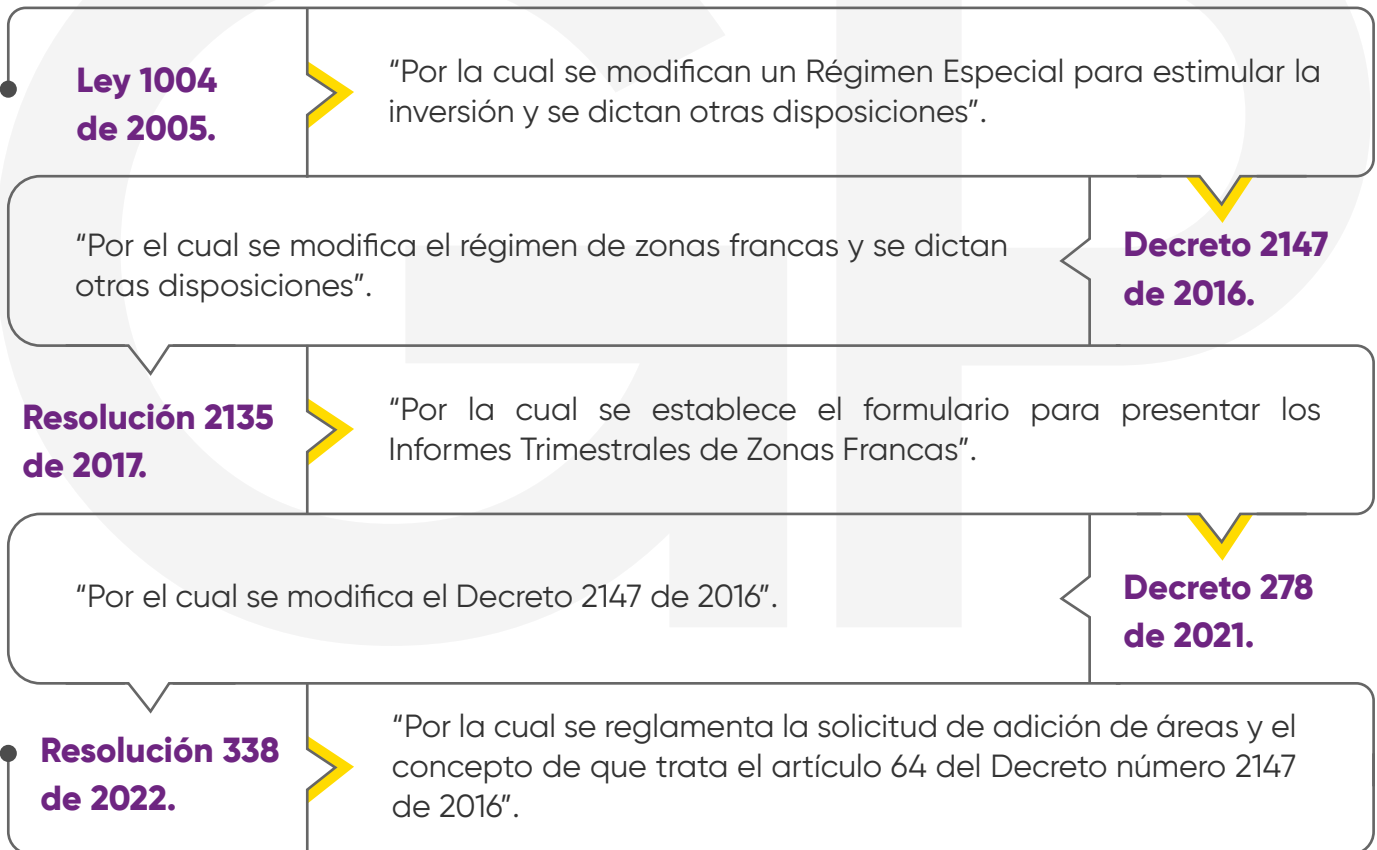 Ley 1004
de 2005.
“Por la cual se modifican un Régimen Especial para estimular la
inversión y se dictan otras disposiciones”.
“Por el cual se modifica el régimen de zonas francas y se dictan
otras disposiciones”.
Decreto 2147
de 2016.
Resolución 2135
de 2017.
“Por la cual se establece el formulario para presentar los
Informes Trimestrales de Zonas Francas”.
“Por el cual se modifica el Decreto 2147 de 2016”.
Decreto 278
de 2021.
Resolución 338
de 2022.
“Por la cual se reglamenta la solicitud de adición de áreas y el
concepto de que trata el artículo 64 del Decreto número 2147
de 2016”.